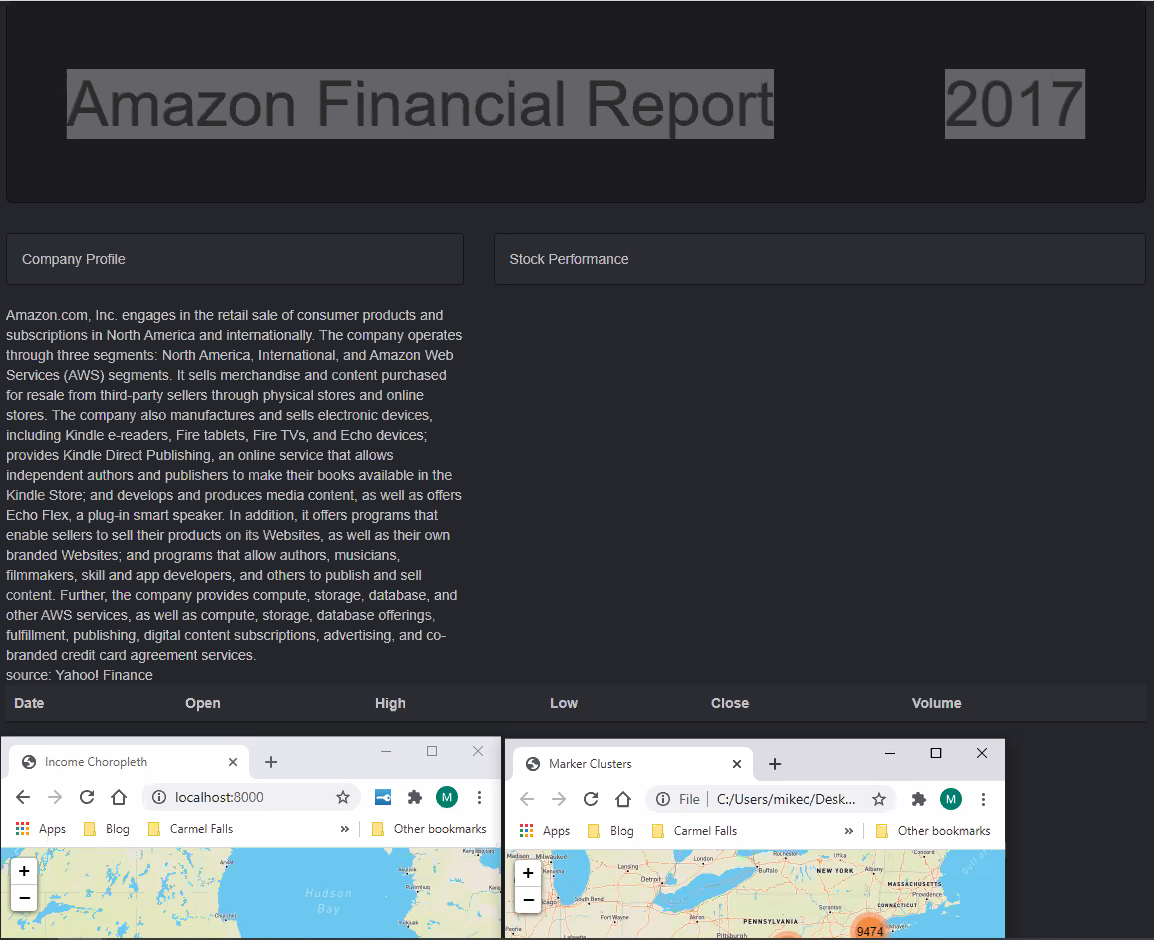 Amazon Financial Report 2017
Company Profile
Stock Performance
Amazon.com, Inc. engages in the retail sale of consumer products and
subscriptions in North America and internationally. The company operates
through three segments: North America, International, and Amazon Web
Services (AWS) segments. It sells merchandise and content purchased
for resale from third-party sellers through physical stores and online
stores. The company also manufactures and sells electronic devices,
including Kindle e-readers, Fire tablets, Fire TVs, and Echo devices;
provides Kindle Direct Publishing, an online service that allows
independent authors and publishers to make their books available in the
Kindle Store; and develops and produces media content, as well as offers
Echo Flex, a plug-in smart speaker. In addition, it offers programs that
enable sellers to sell their products on its Websites, as well as their own
branded Websites; and programs that allow authors, musicians,
filmmakers, skill and app developers, and others to publish and sell
content. Further, the company provides compute, storage, database, and
other AWS services, as well as compute, storage, database offerings,
fulfillment, publishing, digital content subscriptions, advertising, and co-
branded credit card agreement services.
source: Yahoo! Finance
Date Open High Low Close Volume
Income Choropleth
localhost:8000
M
Apps Blog Carmel Falls » Other bookmarks
+
−
Hudson
Bay
Marker Clusters
File C:/Users/mikec/Desk...
M
Apps Blog Carmel Falls » Other bookmarks
+
−
Madison Milwaukee
Kenosha
Lansing
Detroit
London
Rochester
Buffalo
Utica
NEW YORK
Albany
Concord
MASSACHUSETTS
Providence
CONNECTICUT
South Bend
Fort Wayne
Akron
Scranton
PENNSYLVANIA
Peoria
Pittsburgh
9474